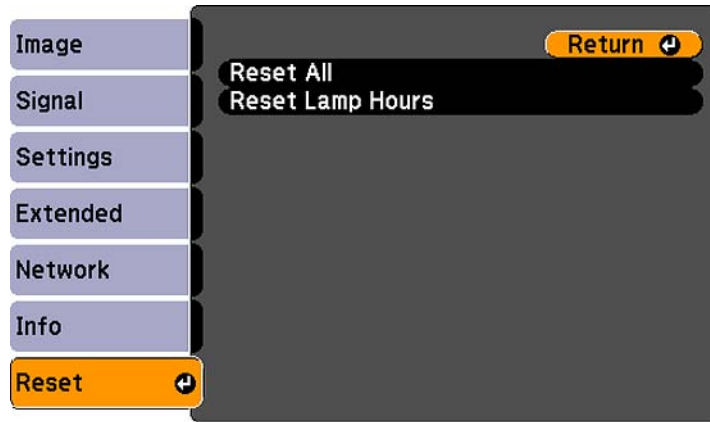 Image
Signal
Settings
Extended
Network
Info
Reset
Return
Reset All
Reset Lamp Hours